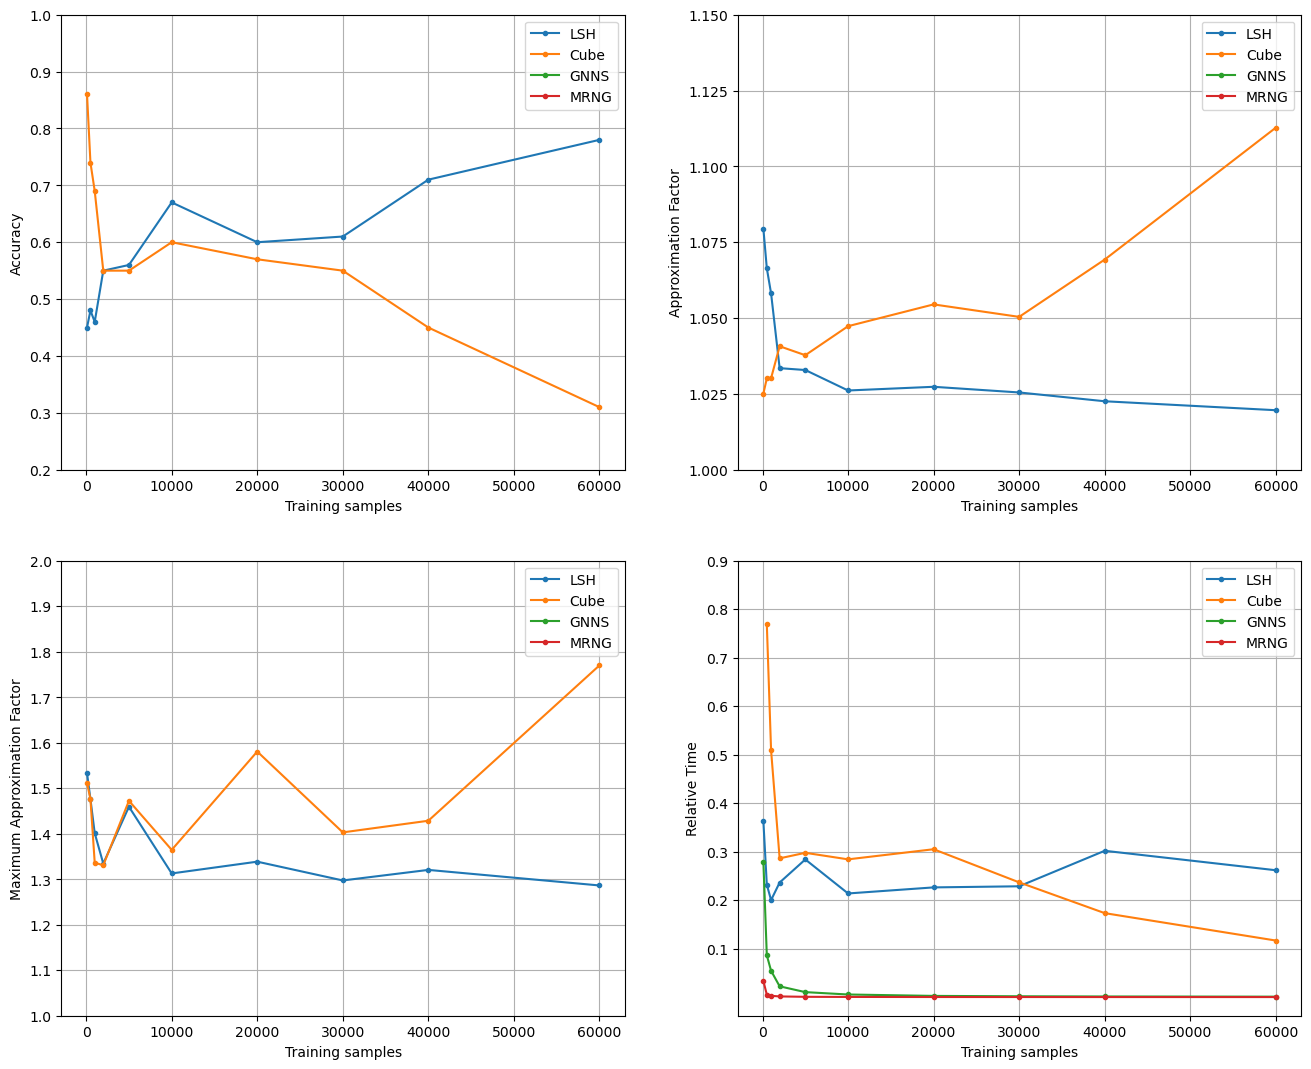 1.0
0.9
0.8
0.7
0.6
0.5
0.4
0.3
0.2
Accuracy
0 10000 20000 30000 40000 50000 60000
Training samples
LSH
Cube
GNNS
MRNG
1.150
1.125
1.100
1.075
1.050
1.025
1.000
Approximation Factor
0 10000 20000 30000 40000 50000 60000
Training samples
LSH
Cube
GNNS
MRNG
2.0
1.9
1.8
1.7
1.6
1.5
1.4
1.3
1.2
1.1
1.0
Maximum Approximation Factor
0 10000 20000 30000 40000 50000 60000
Training samples
LSH
Cube
GNNS
MRNG
0.9
0.8
0.7
0.6
0.5
0.4
0.3
0.2
0.1
Relative Time
0 10000 20000 30000 40000 50000 60000
Training samples
LSH
Cube
GNNS
MRNG